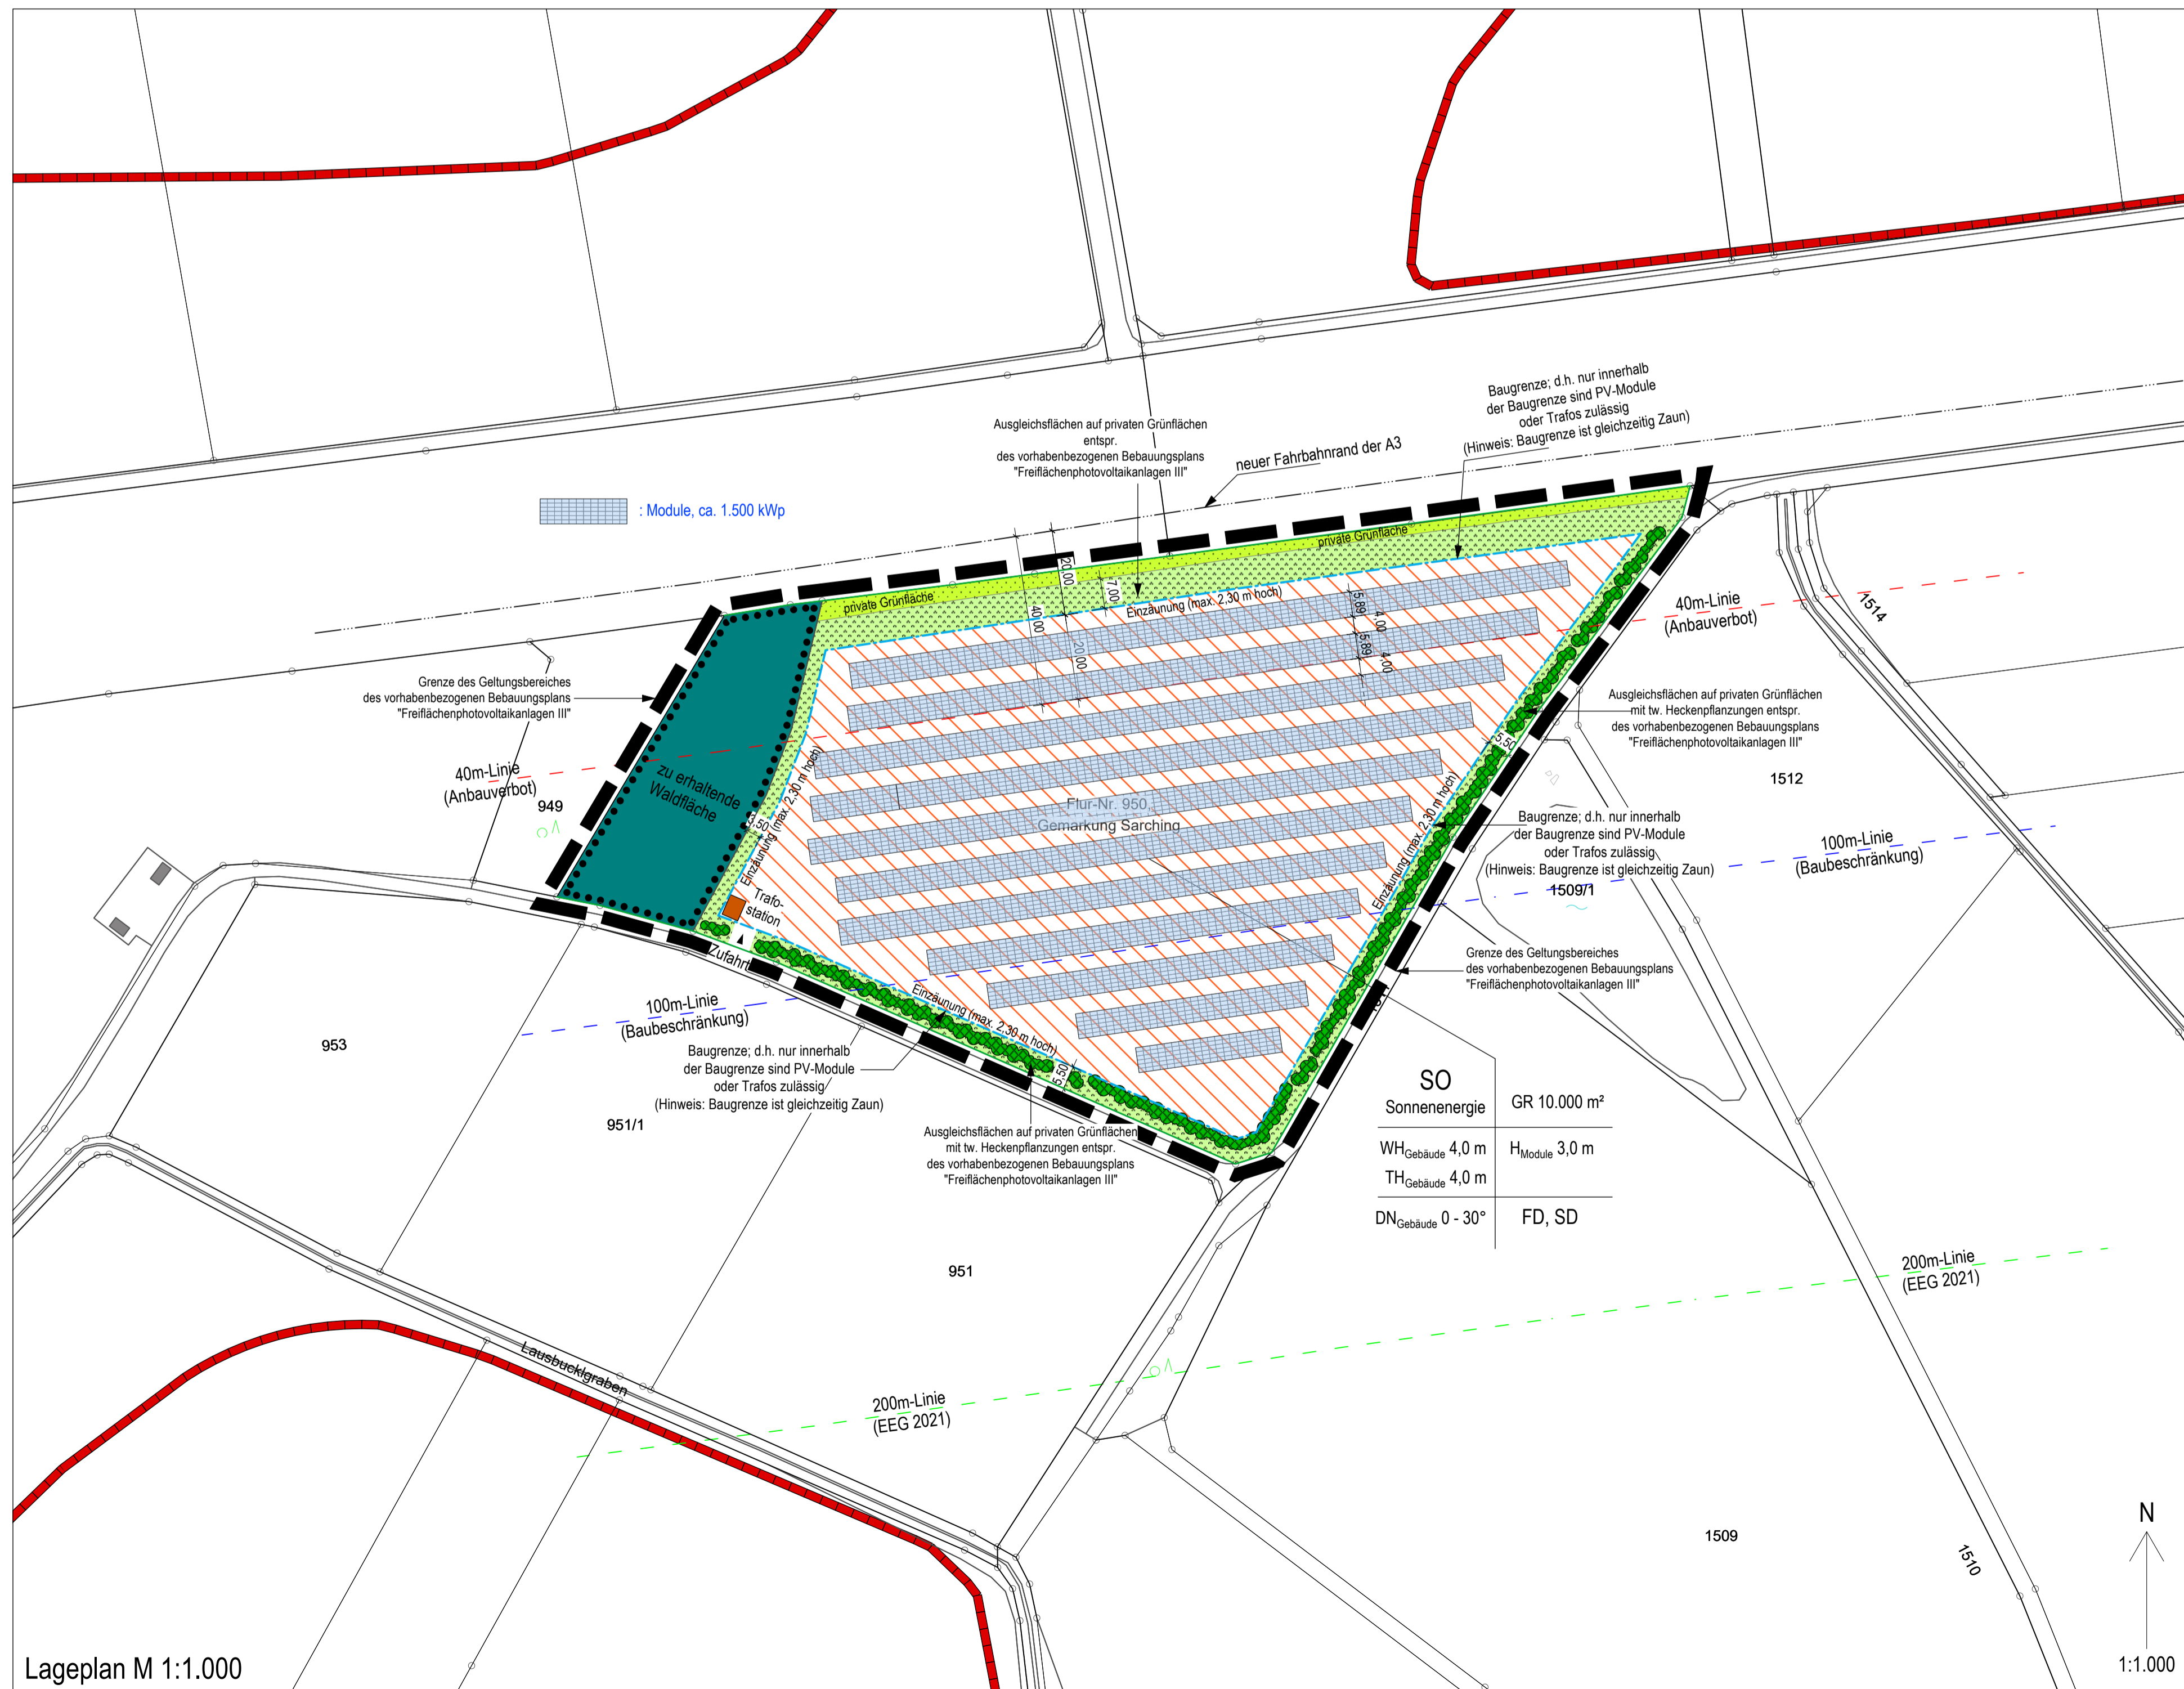 Baugrenze; d.h. nur innerhalb
der Baugrenze sind PV-Module
oder Trafos zulässig
(Hinweis: Baugrenze ist gleichzeitig Zaun)
Ausgleichsflächen auf privaten Grünflächen
entspr.
des vorhabenbezogenen Bebauungsplans
"Freiflächenphotovoltaikanlagen III"
neuer Fahrbahnrand der A3
: Module, ca. 1.500 kWp
private Grünfläche
private Grünfläche
20,00
7,00
40,00
20,00
Einzäunung (max. 2,30 m hoch)
5,89
4,00
5,89
4,00
40m-Linie
(Anbauverbot)
1514
Grenze des Geltungsbereiches
des vorhabenbezogenen Bebauungsplans
"Freiflächenphotovoltaikanlagen III"
Ausgleichsflächen auf privaten Grünflächen
mit tw. Heckenpflanzungen entspr.
des vorhabenbezogenen Bebauungsplans
"Freiflächenphotovoltaikanlagen III"
5,50
40m-Linie
(Anbauverbot)
949
zu erhaltende
Waldfläche
5,50
Einzäunung (max. 2,30 m hoch)
1512
Flur-Nr. 950,
Gemarkung Sarching
Einzäunung (max. 2,30 m hoch)
Baugrenze; d.h. nur innerhalb
der Baugrenze sind PV-Module
oder Trafos zulässig
(Hinweis: Baugrenze ist gleichzeitig Zaun)
1509/1
100m-Linie
(Baubeschränkung)
Trafo-
station
Zufahrt
Grenze des Geltungsbereiches
des vorhabenbezogenen Bebauungsplans
"Freiflächenphotovoltaikanlagen III"
100m-Linie
(Baubeschränkung)
Einzäunung (max. 2,30 m hoch)
953
Baugrenze; d.h. nur innerhalb
der Baugrenze sind PV-Module
oder Trafos zulässig
(Hinweis: Baugrenze ist gleichzeitig Zaun)
5,50
951/1
Ausgleichsflächen auf privaten Grünflächen
mit tw. Heckenpflanzungen entspr.
des vorhabenbezogenen Bebauungsplans
"Freiflächenphotovoltaikanlagen III"
SO
Sonnenenergie
GR 10.000 m²
WHGebäude 4,0 m
HModule 3,0 m
THGebäude 4,0 m
DNGebäude 0 - 30°
FD, SD
951
200m-Linie
(EEG 2021)
Lausbucklgraben
200m-Linie
(EEG 2021)
1509
1510
N
1:1.000
Lageplan M 1:1.000